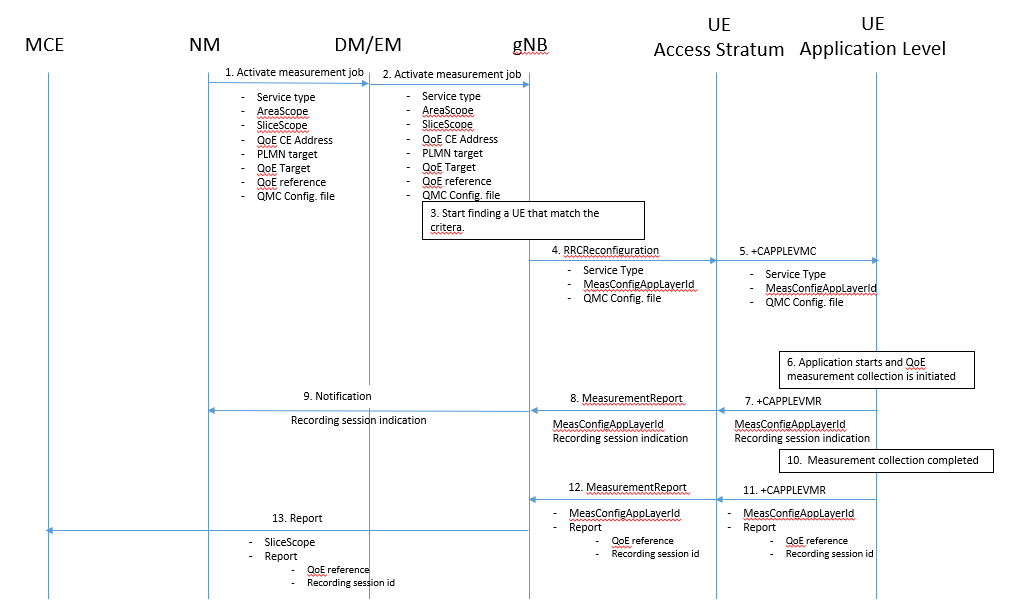 MCE
NM
DM/EM
gNB
UE
Access Stratum
UE
Application Level
1. Activate measurement job
- Service type
- AreaScope
- SliceScope
- QoE CE Address
- PLMN target
- QoE Target
- QoE reference
- QMC Config. file
2. Activate measurement job
- Service type
- AreaScope
- SliceScope
- QoE CE Address
- PLMN target
- QoE Target
- QoE reference
- QMC Config. file
3. Start finding a UE that match the
critera.
4. RRCReconfiguration
- Service Type
- MeasConfigAppLayerId
- QMC Config. file
5. +CAPPLEVMC
- Service Type
- MeasConfigAppLayerId
- QMC Config. file
6. Application starts and QoE
measurement collection is initiated
7. +CAPPLEVMR
MeasConfigAppLayerId
Recording session indication
8. MeasurementReport
MeasConfigAppLayerId
Recording session indication
9. Notification
Recording session indication
10. Measurement collection completed
11. +CAPPLEVMR
- MeasConfigAppLayerId
- Report
- QoE reference
- Recording session id
12. MeasurementReport
- MeasConfigAppLayerId
- Report
- QoE reference
- Recording session id
13. Report
- SliceScope
- Report
- QoE reference
- Recording session id